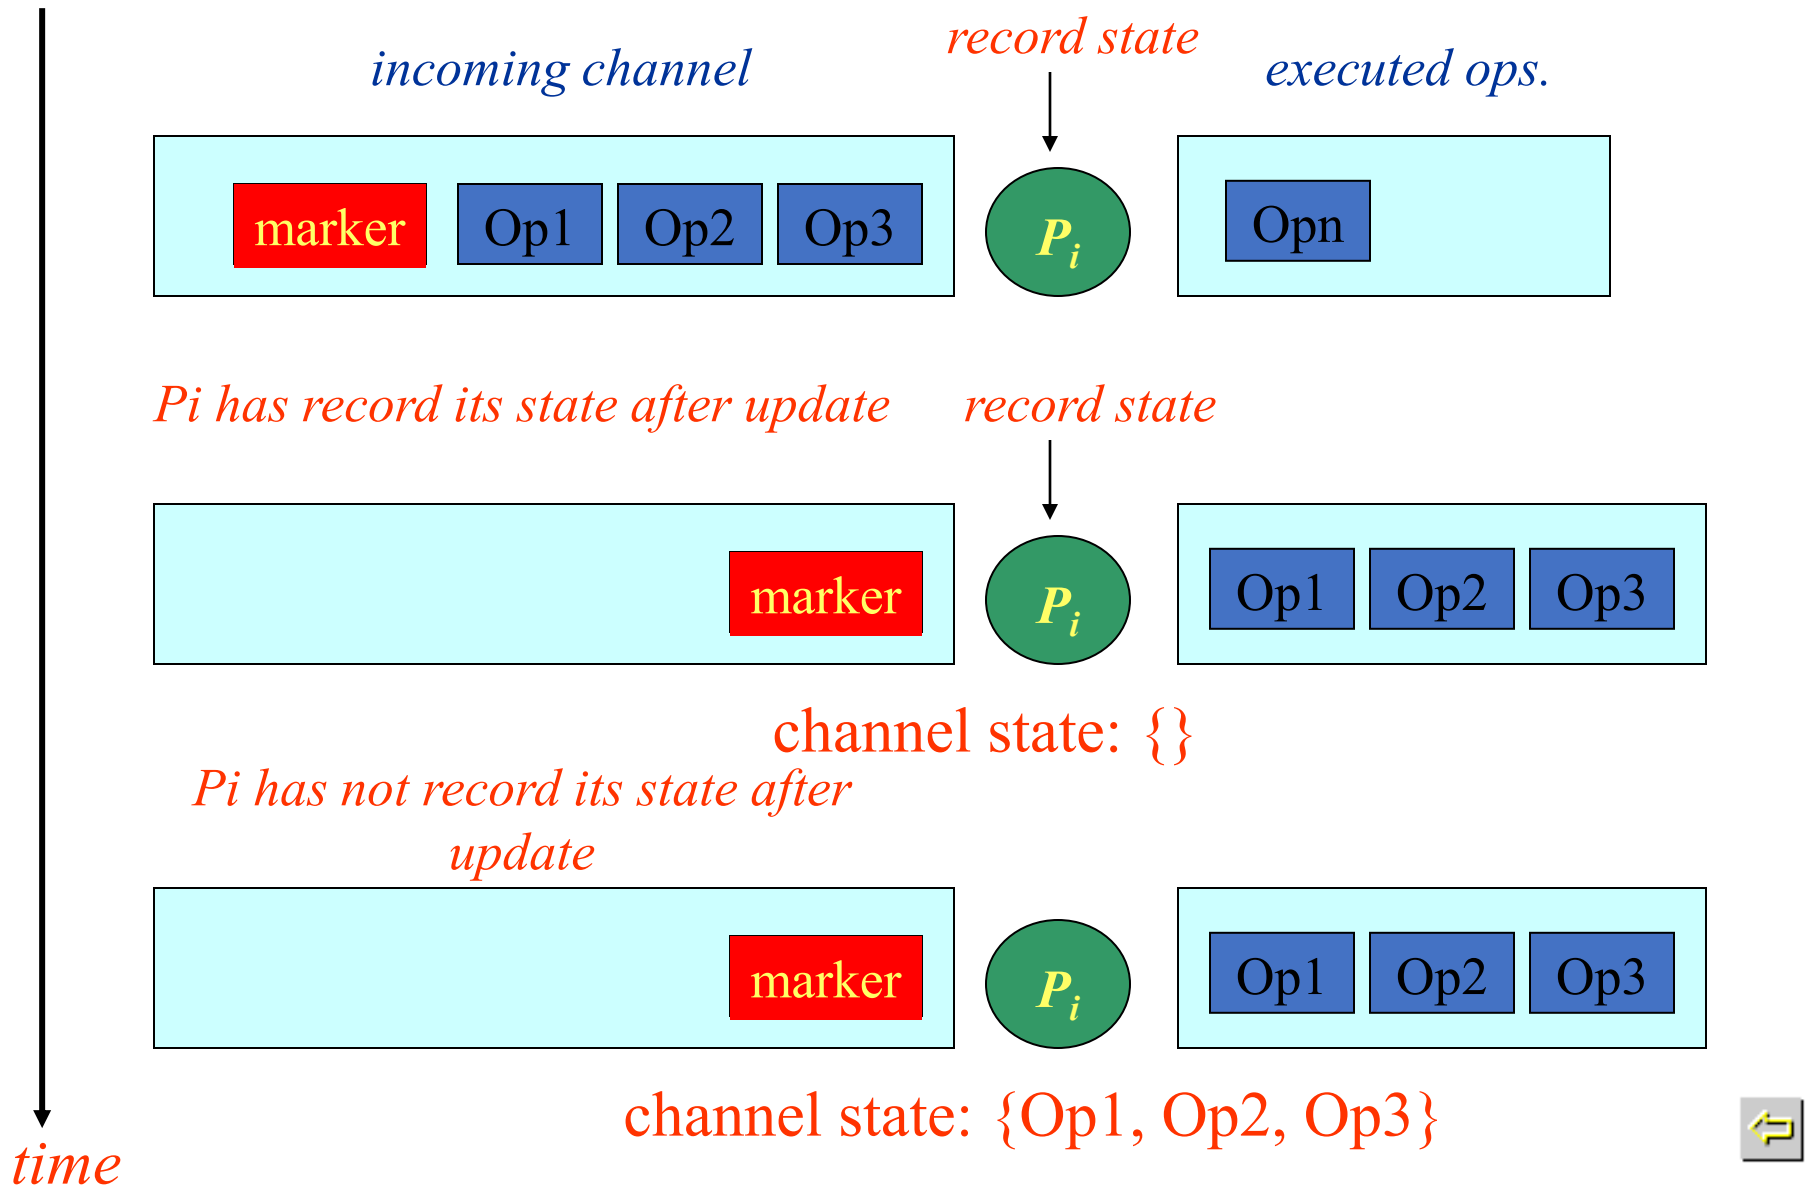 record state
incoming channel
executed ops.
marker Op1 Op2 Op3 Pi Opn
Pi has record its state after update record state
marker Pi Op1 Op2 Op3
channel state: {}
Pi has not record its state after
update
marker Pi Op1 Op2 Op3
channel state: {Op1, Op2, Op3}
time